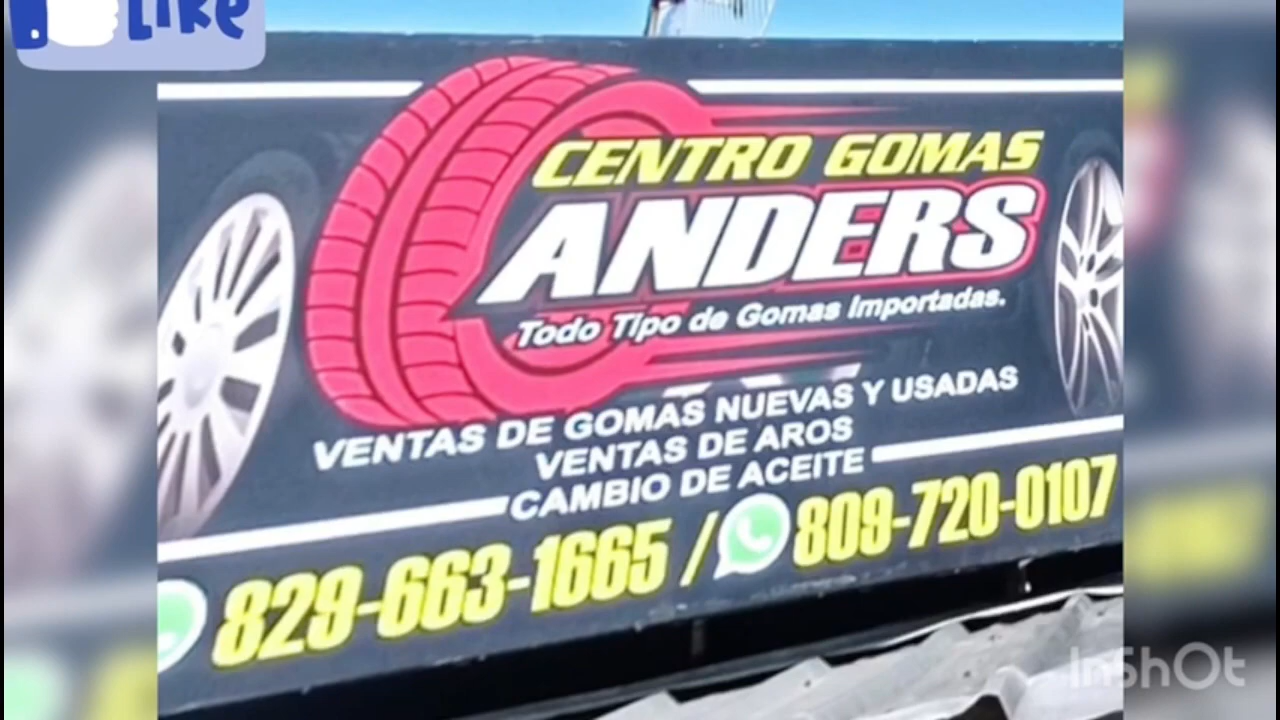 LIKE
CENTRO GOMAS
ANDERS
Todo Tipo de Gomas Importadas.
VENTAS DE GOMAS NUEVAS Y USADAS
VENTAS DE AROS
CAMBIO DE ACEITE
829-663-1665 / 809-720-0107
InShOt